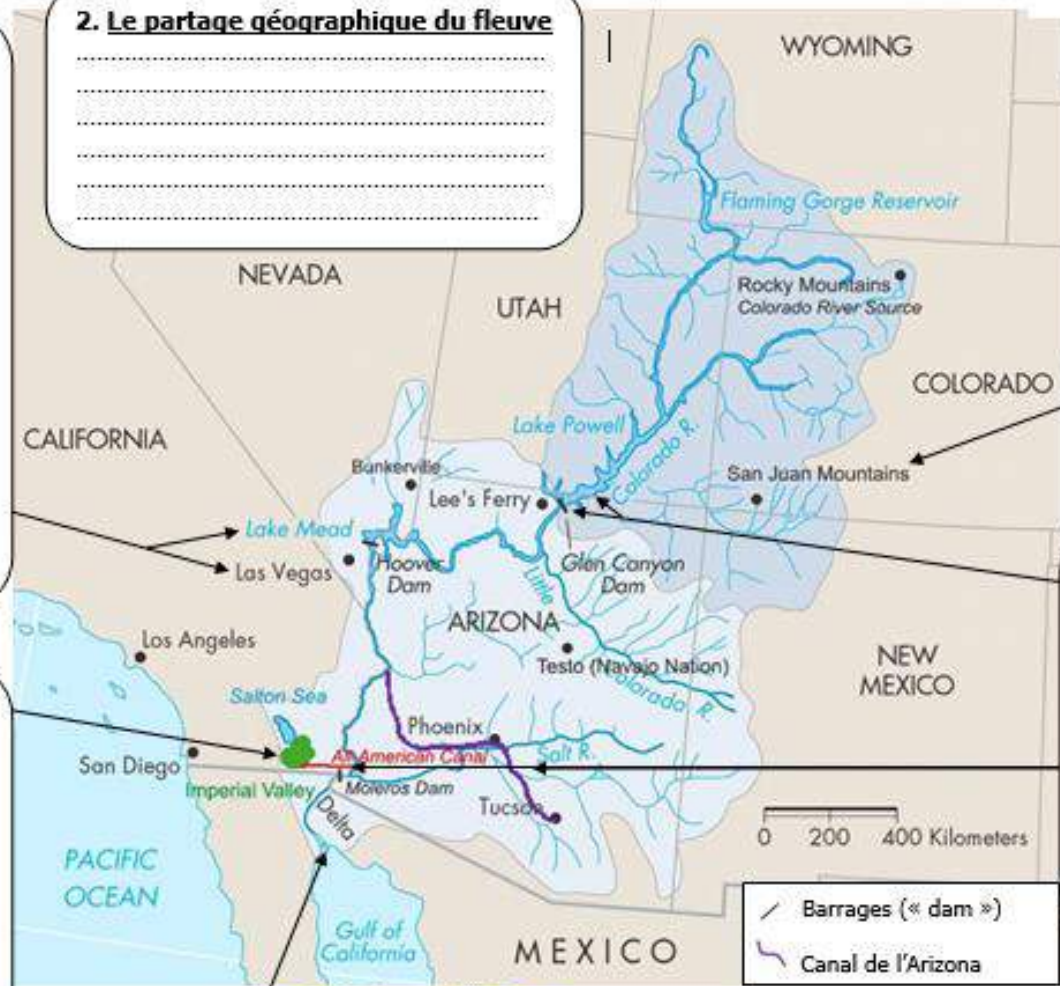 2. Le partage géographique du fleuve
WYOMING
Flaming Gorge Reservoir
NEVADA
Rocky Mountains
Colorado River Source
UTAH
COLORADO
Lake Powell
CALIFORNIA
Colorado R.
Bunkerville
San Juan Mountains
Lee's Ferry
Lake Mead
Las Vegas
Hoover
Dam
Glen Canyon
Dam
Little
Colorado R.
ARIZONA
Los Angeles
Testo (Navajo Nation)
NEW
MEXICO
Salton Sea
Phoenix
Salt R.
All American Canal
San Diego
Imperial Valley
Moleros Dam
Delta
Tucson
0 200 400 Kilometers
PACIFIC
OCEAN
Gulf of
California
MEXICO
Barrages (« dam »)
Canal de l'Arizona